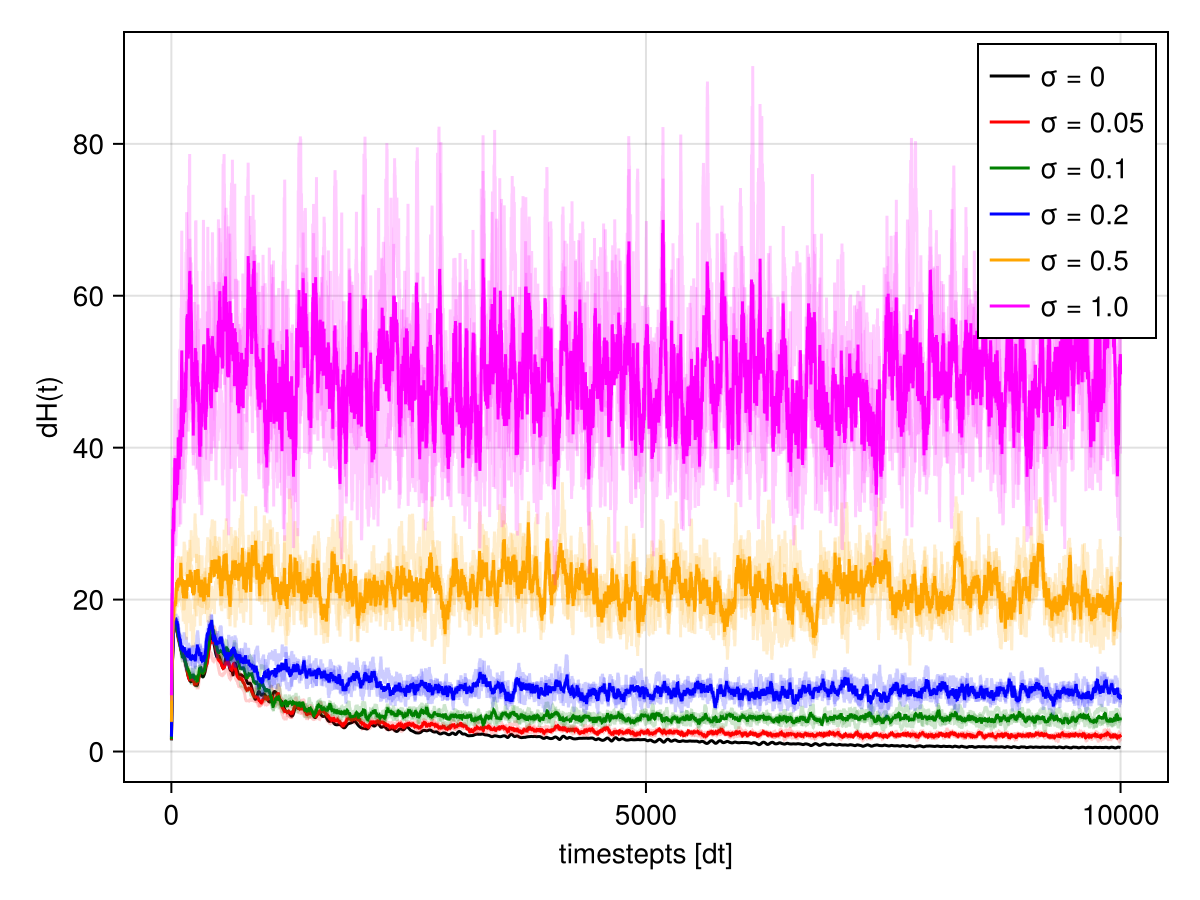 dH(t)
80
60
40
20
0
σ = 0
σ = 0.05
σ = 0.1
σ = 0.2
σ = 0.5
σ = 1.0
0 5000 10000
timestepts [dt]